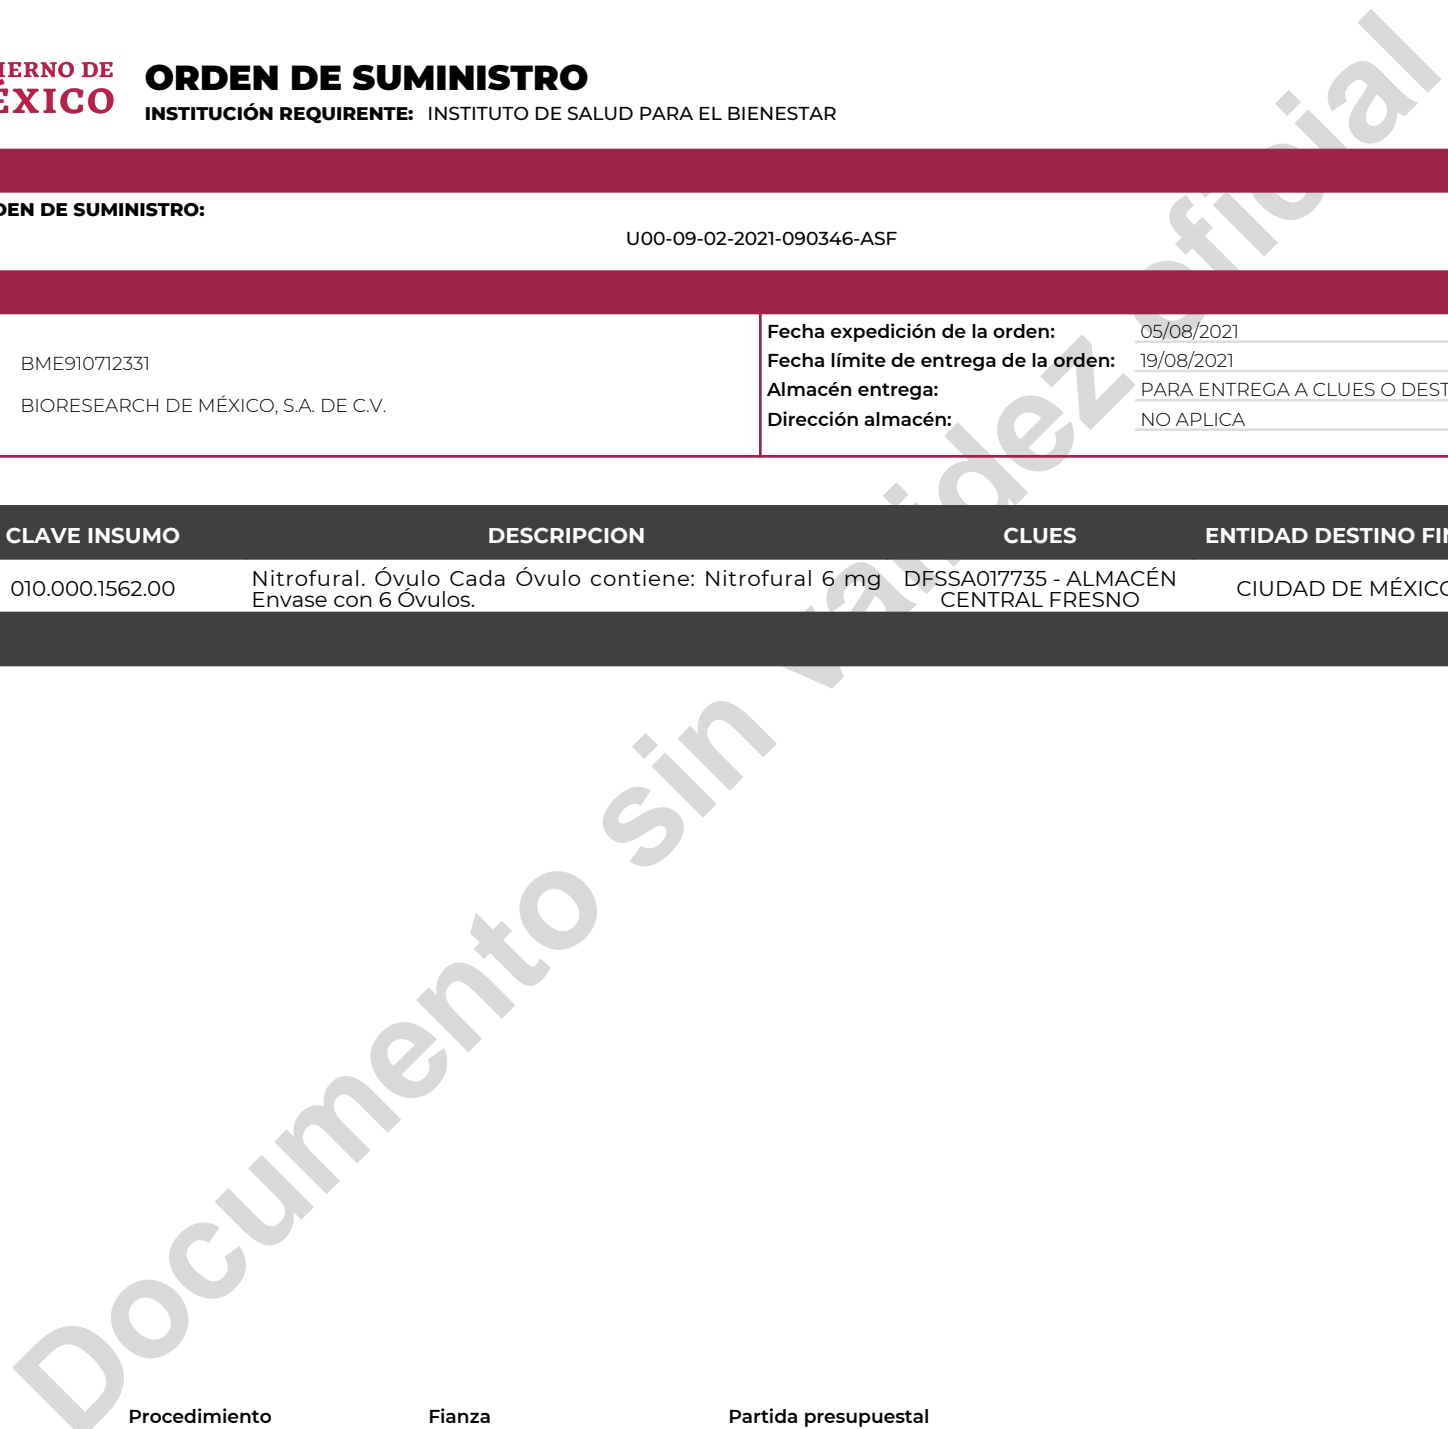 IERNO DE
ÉXICO
ORDEN DE SUMINISTRO
INSTITUCIÓN REQUIRENTE: INSTITUTO DE SALUD PARA EL BIENESTAR
DEN DE SUMINISTRO:
U00-09-02-2021-090346-ASF
BME910712331
BIORESEARCH DE MÉXICO, S.A. DE C.V.
Fecha expedición de la orden: 05/08/2021
Fecha límite de entrega de la orden: 19/08/2021
Almacén entrega: PARA ENTREGA A CLUES O DEST
Dirección almacén: NO APLICA
CLAVE INSUMO DESCRIPCION CLUES ENTIDAD DESTINO FIN
010.000.1562.00 Nitrofural. Óvulo Cada Óvulo contiene: Nitrofural 6 mg DFSSA017735 - ALMACÉN CIUDAD DE MÉXICO
Envase con 6 Óvulos. CENTRAL FRESNO
Documento sin validez oficial
Procedimiento Fianza Partida presupuestal